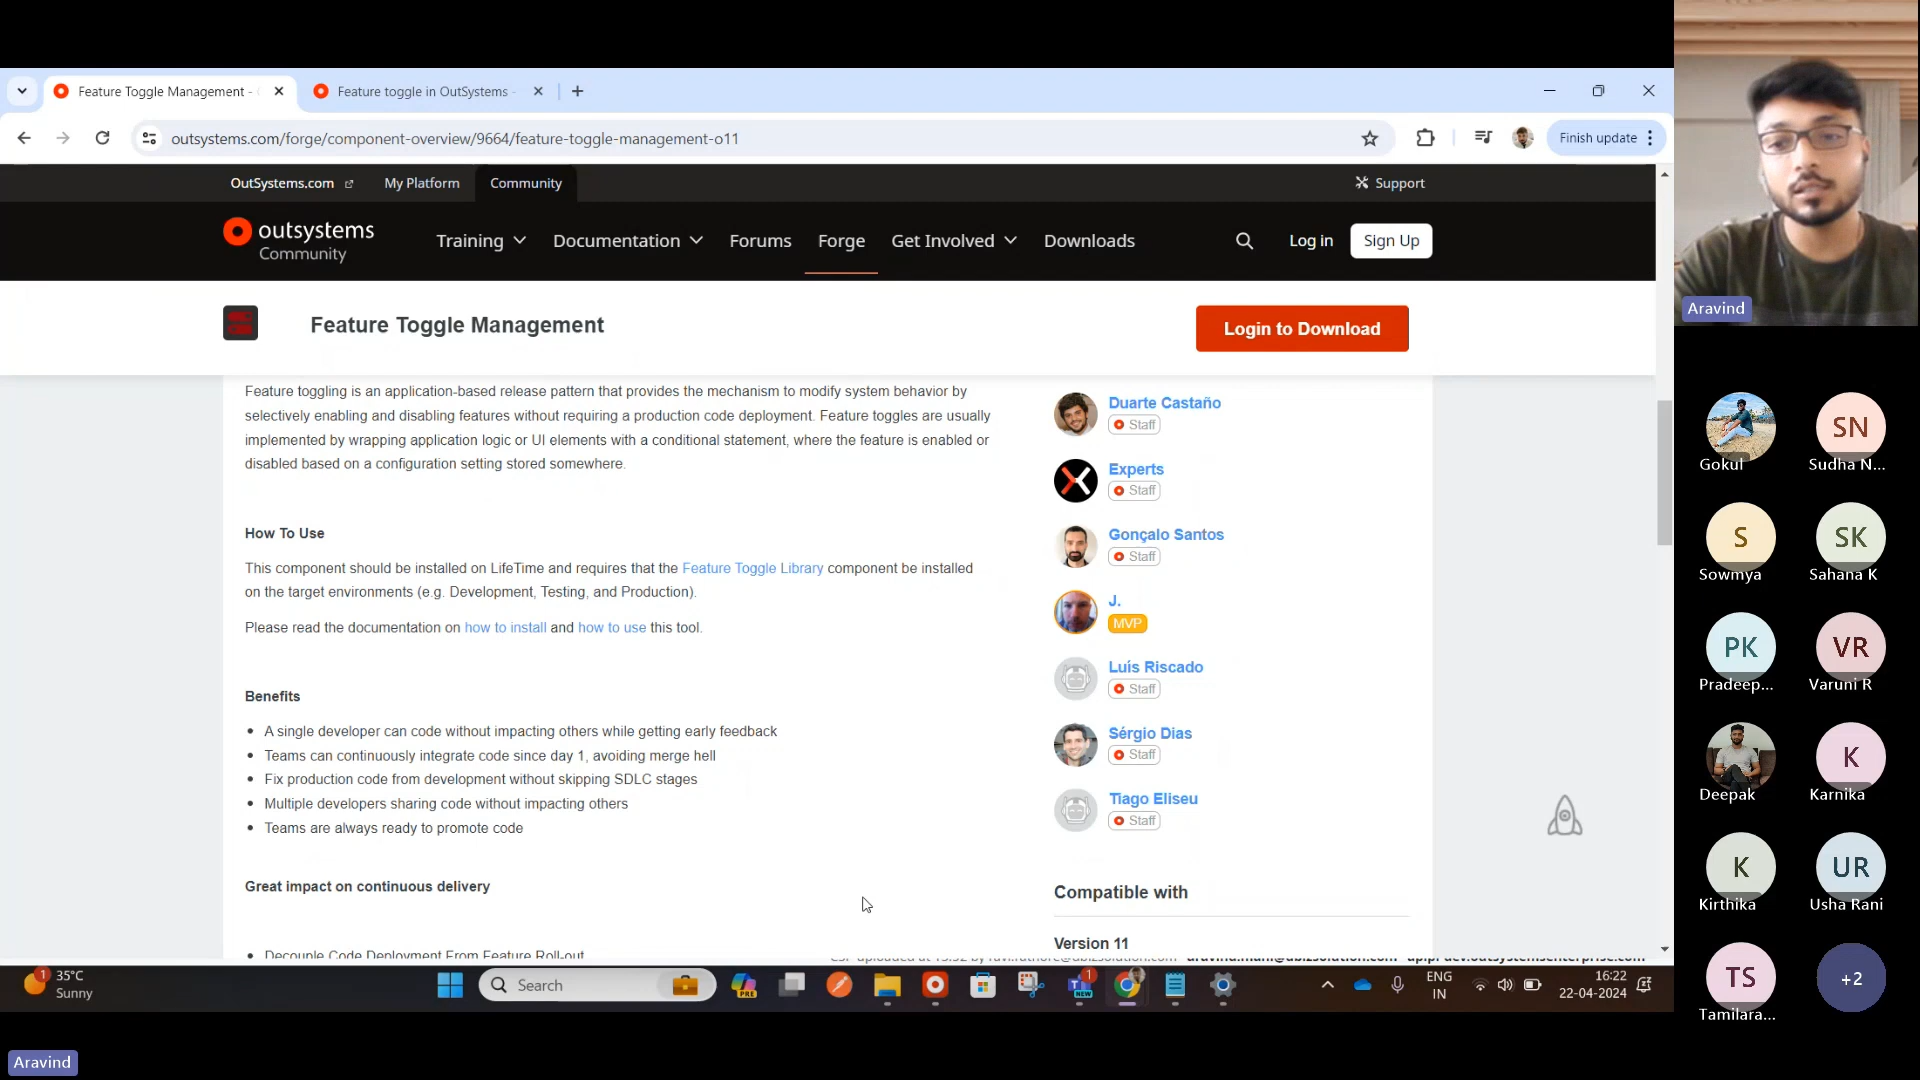 Feature Toggle Management -
Feature toggle in OutSystems -
outsystems.com/forge/component-overview/9664/feature-toggle-management-o11
Finish update
OutSystems.com
My Platform
Community
Support
outsystems
Community
Training
Documentation
Forums
Forge
Get Involved
Downloads
Log in
Sign Up
Feature Toggle Management
Login to Download
Feature toggling is an application-based release pattern that provides the mechanism to modify system behavior by
selectively enabling and disabling features without requiring a production code deployment. Feature toggles are usually
implemented by wrapping application logic or UI elements with a conditional statement, where the feature is enabled or
disabled based on a configuration setting stored somewhere.
How To Use
This component should be installed on LifeTime and requires that the Feature Toggle Library component be installed
on the target environments (e.g. Development, Testing, and Production).
Please read the documentation on how to install and how to use this tool.
Benefits
A single developer can code without impacting others while getting early feedback
Teams can continuously integrate code since day 1, avoiding merge hell
Fix production code from development without skipping SDLC stages
Multiple developers sharing code without impacting others
Teams are always ready to promote code
Great impact on continuous delivery
Decouple Code Deployment From Feature Roll-out
Duarte Castaño
Staff
Experts
Staff
Gonçalo Santos
Staff
J.
MVP
Luís Riscado
Staff
Sérgio Dias
Staff
Tiago Eliseu
Staff
Compatible with
Version 11
1
35°C
Sunny
Search
PRE
1
NEW
ENG
IN
16:22
22-04-2024
Aravind
Aravind
Gokul
SN
Sudha N...
S
Sowmya
SK
Sahana K
PK
Pradeep...
VR
Varuni R
Deepak
K
Karnika
K
Kirthika
UR
Usha Rani
TS
Tamilara...
+2